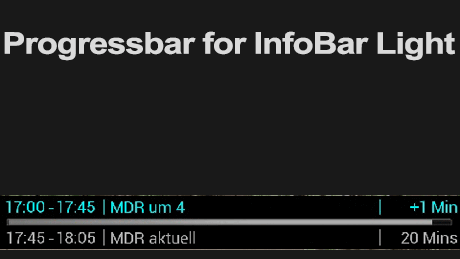 Progressbar for InfoBar Light
17:00 - 17:45 | MDR um 4 | +1 Min
17:45 - 18:05 | MDR aktuell | 20 Mins